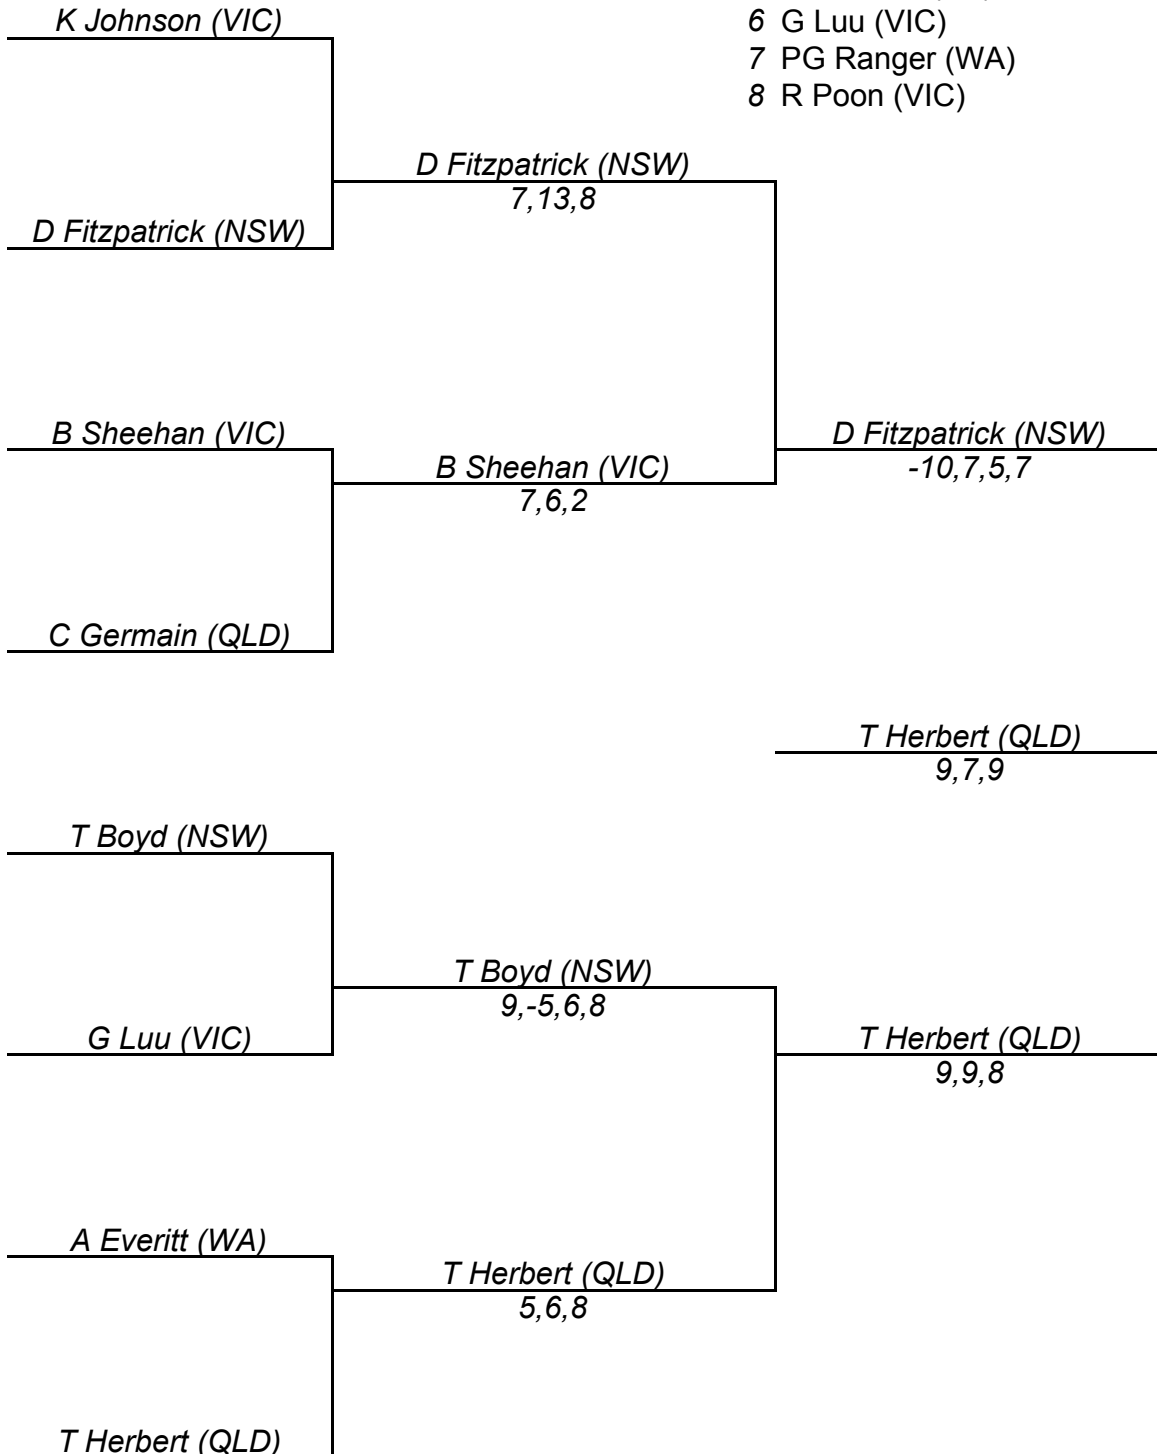 K Johnson (VIC)
6 G Luu (VIC)
7 PG Ranger (WA)
8 R Poon (VIC)
D Fitzpatrick (NSW)
7,13,8
D Fitzpatrick (NSW)
B Sheehan (VIC)
D Fitzpatrick (NSW)
-10,7,5,7
B Sheehan (VIC)
7,6,2
C Germain (QLD)
T Herbert (QLD)
9,7,9
T Boyd (NSW)
T Boyd (NSW)
9,-5,6,8
G Luu (VIC)
T Herbert (QLD)
9,9,8
A Everitt (WA)
T Herbert (QLD)
5,6,8
T Herbert (QLD)